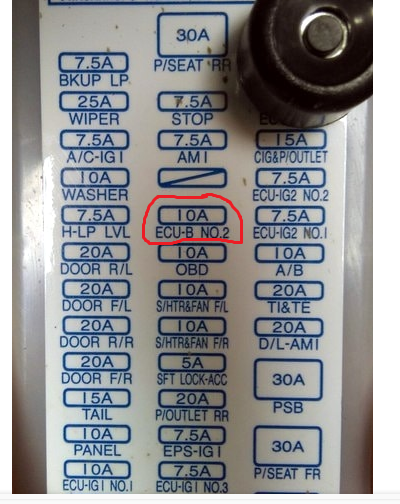 30A
P/SEAT RR
7.5A
BKUP LP
25A
WIPER
7.5A
STOP
7.5A
A/C-IG1
7.5A
AM1
15A
CIG&P/OUTLET
10A
WASHER
7.5A
ECU-IG2 NO.2
7.5A
H-LP LVL
10A
ECU-B NO.2
7.5A
ECU-IG2 NO.1
20A
DOOR R/L
10A
OBD
10A
A/B
20A
DOOR F/L
10A
S/HTR&FAN F/L
20A
TI&TE
20A
DOOR R/R
10A
S/HTR&FAN F/R
20A
D/L-AM1
20A
DOOR F/R
5A
SFT LOCK-ACC
30A
PSB
15A
TAIL
20A
P/OUTLET RR
10A
PANEL
7.5A
EPS-IG1
30A
P/SEAT FR
10A
ECU-IG1 NO.1
7.5A
ECU-IG1 NO.3